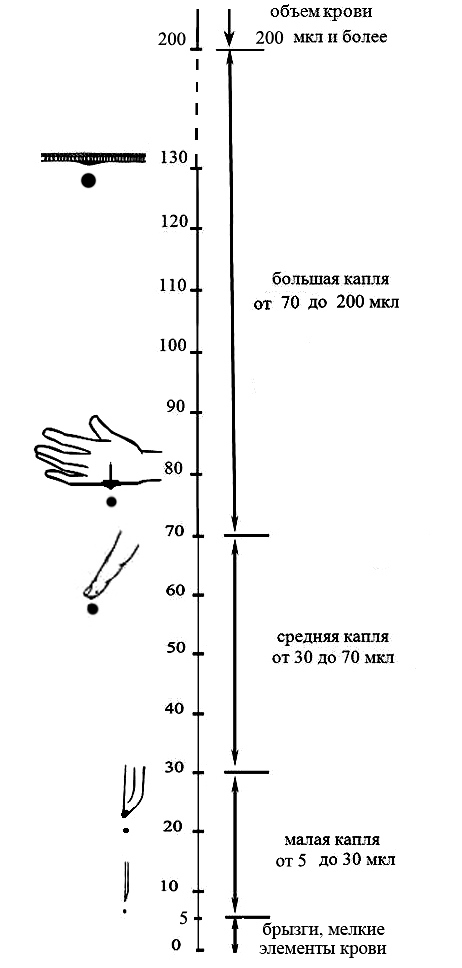 объем крови
200 200 мкл и более
130
120
110
большая капля
от 70 до 200 мкл
100
90
80
70
60
средняя капля
от 30 до 70 мкл
50
40
30
20
малая капля
от 5 до 30 мкл
10
5
брызги, мелкие
0 элементы крови